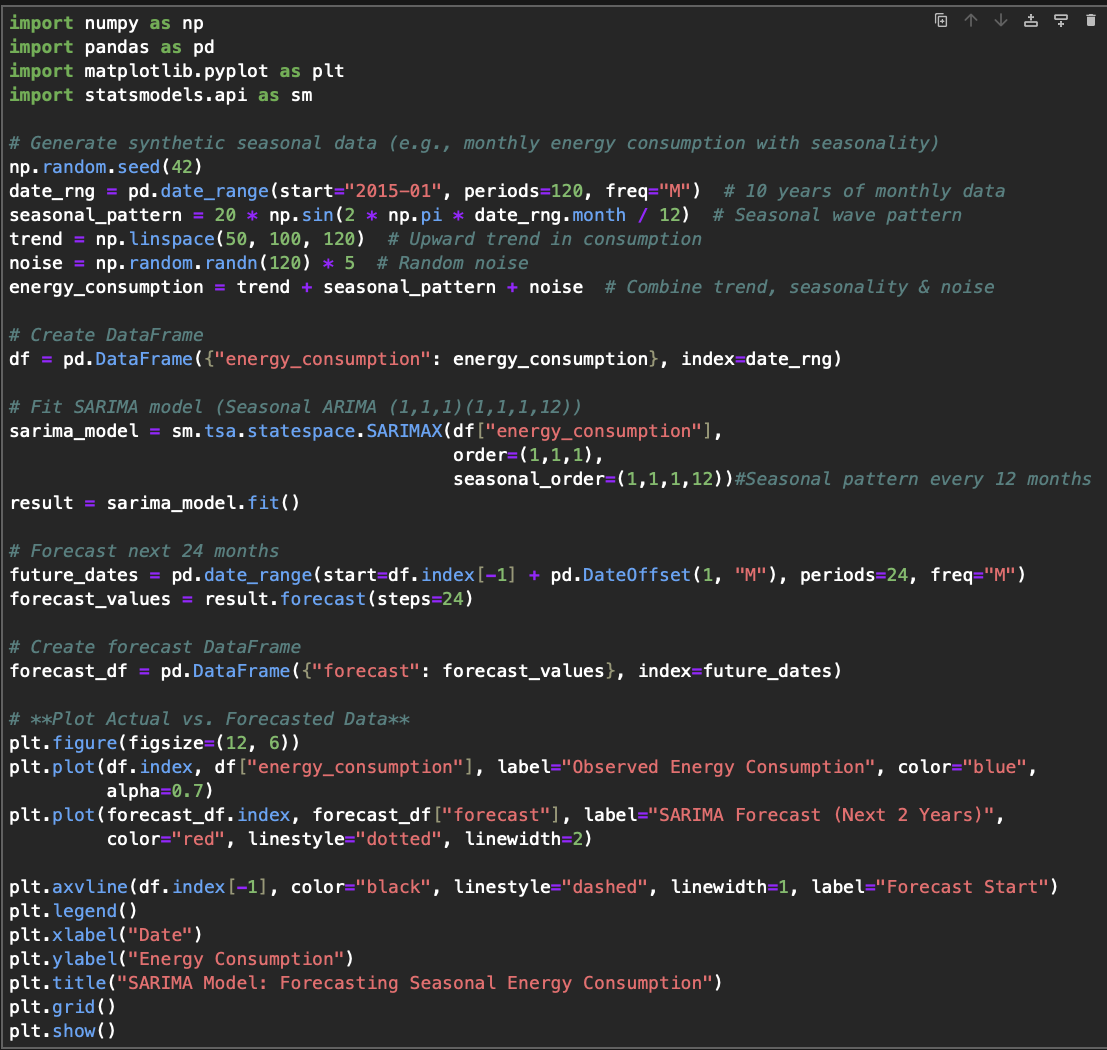 import numpy as np
import pandas as pd
import matplotlib.pyplot as plt
import statsmodels.api as sm

# Generate synthetic seasonal data (e.g., monthly energy consumption with seasonality)
np.random.seed(42)
date_rng = pd.date_range(start="2015-01", periods=120, freq="M")  # 10 years of monthly data
seasonal_pattern = 20 * np.sin(2 * np.pi * date_rng.month / 12)  # Seasonal wave pattern
trend = np.linspace(50, 100, 120)  # Upward trend in consumption
noise = np.random.randn(120) * 5  # Random noise
energy_consumption = trend + seasonal_pattern + noise  # Combine trend, seasonality & noise

# Create DataFrame
df = pd.DataFrame({"energy_consumption": energy_consumption}, index=date_rng)

# Fit SARIMA model (Seasonal ARIMA (1,1,1)(1,1,1,12))
sarima_model = sm.tsa.statespace.SARIMAX(df["energy_consumption"],
                                         order=(1,1,1),
                                         seasonal_order=(1,1,1,12))#Seasonal pattern every 12 months
result = sarima_model.fit()

# Forecast next 24 months
future_dates = pd.date_range(start=df.index[-1] + pd.DateOffset(1, "M"), periods=24, freq="M")
forecast_values = result.forecast(steps=24)

# Create forecast DataFrame
forecast_df = pd.DataFrame({"forecast": forecast_values}, index=future_dates)

# **Plot Actual vs. Forecasted Data**
plt.figure(figsize=(12, 6))
plt.plot(df.index, df["energy_consumption"], label="Observed Energy Consumption", color="blue",
         alpha=0.7)
plt.plot(forecast_df.index, forecast_df["forecast"], label="SARIMA Forecast (Next 2 Years)",
         color="red", linestyle="dotted", linewidth=2)

plt.axvline(df.index[-1], color="black", linestyle="dashed", linewidth=1, label="Forecast Start")
plt.legend()
plt.xlabel("Date")
plt.ylabel("Energy Consumption")
plt.title("SARIMA Model: Forecasting Seasonal Energy Consumption")
plt.grid()
plt.show()